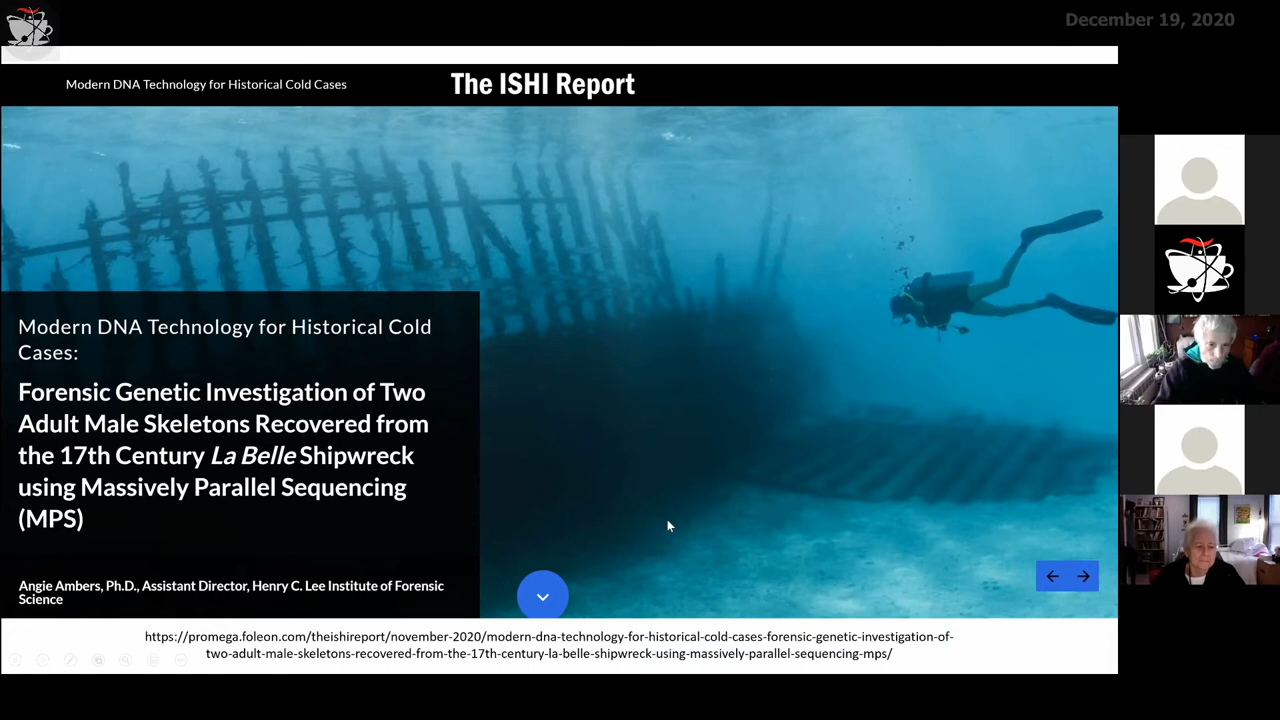 December 19, 2020
Modern DNA Technology for Historical Cold Cases
The ISHI Report
Modern DNA Technology for Historical Cold
Cases:
Forensic Genetic Investigation of Two
Adult Male Skeletons Recovered from
the 17th Century La Belle Shipwreck
using Massively Parallel Sequencing
(MPS)
Angie Ambers, Ph.D., Assistant Director, Henry C. Lee Institute of Forensic
Science
https://promega.foleon.com/theishireport/november-2020/modern-dna-technology-for-historical-cold-cases-forensic-genetic-investigation-of-
two-adult-male-skeletons-recovered-from-the-17th-century-la-belle-shipwreck-using-massively-parallel-sequencing-mps/